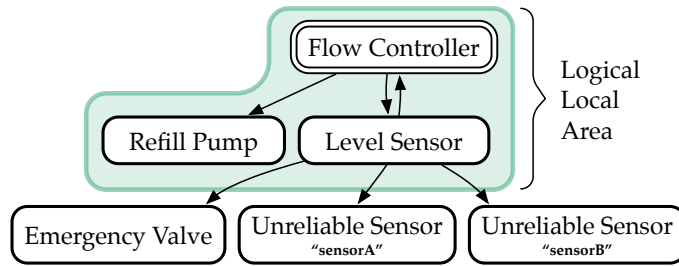 Flow Controller
Logical
Local
Area
Refill Pump
Level Sensor
Emergency Valve
Unreliable Sensor
“sensorA”
Unreliable Sensor
“sensorB”